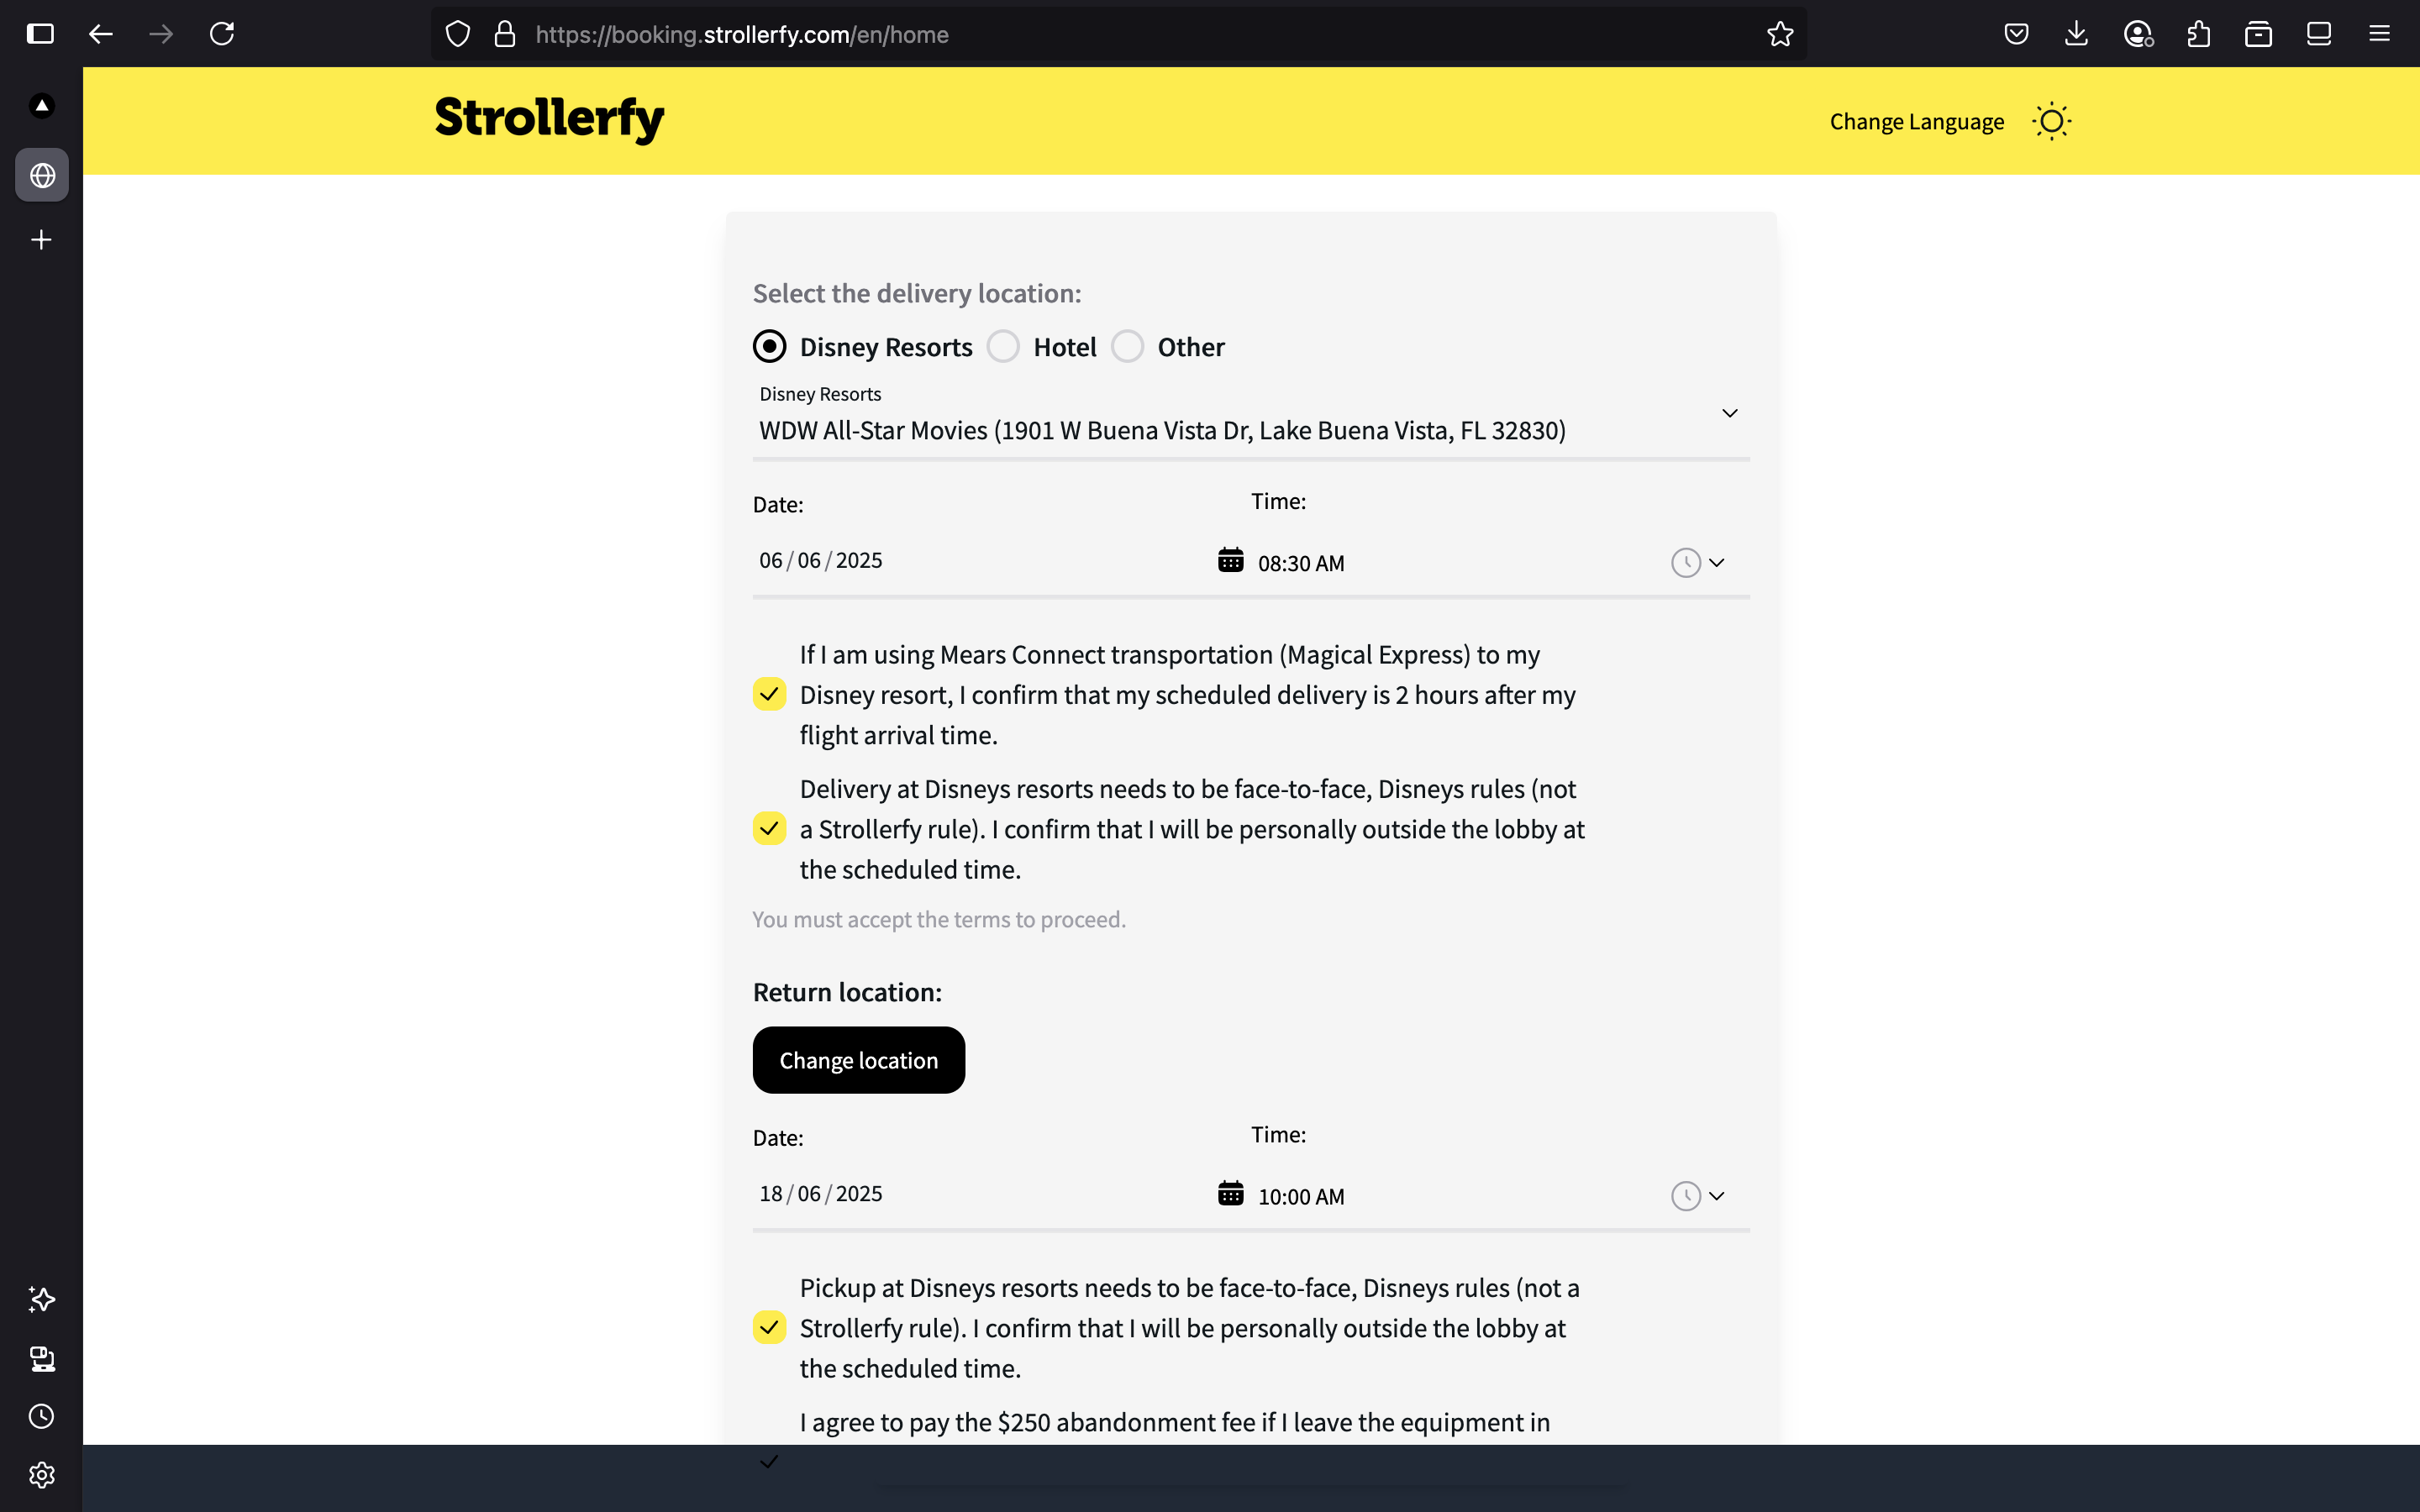 https://booking.strollerfy.com/en/home
Strollerfy
Change Language
Select the delivery location:
Disney Resorts Hotel Other
Disney Resorts
WDW All-Star Movies (1901 W Buena Vista Dr, Lake Buena Vista, FL 32830)
Date: Time:
06/06/2025 08:30 AM
If I am using Mears Connect transportation (Magical Express) to my
Disney resort, I confirm that my scheduled delivery is 2 hours after my
flight arrival time.
Delivery at Disneys resorts needs to be face-to-face, Disneys rules (not
a Strollerfy rule). I confirm that I will be personally outside the lobby at
the scheduled time.
You must accept the terms to proceed.
Return location:
Change location
Date: Time:
18/06/2025 10:00 AM
Pickup at Disneys resorts needs to be face-to-face, Disneys rules (not a
Strollerfy rule). I confirm that I will be personally outside the lobby at
the scheduled time.
I agree to pay the $250 abandonment fee if I leave the equipment in